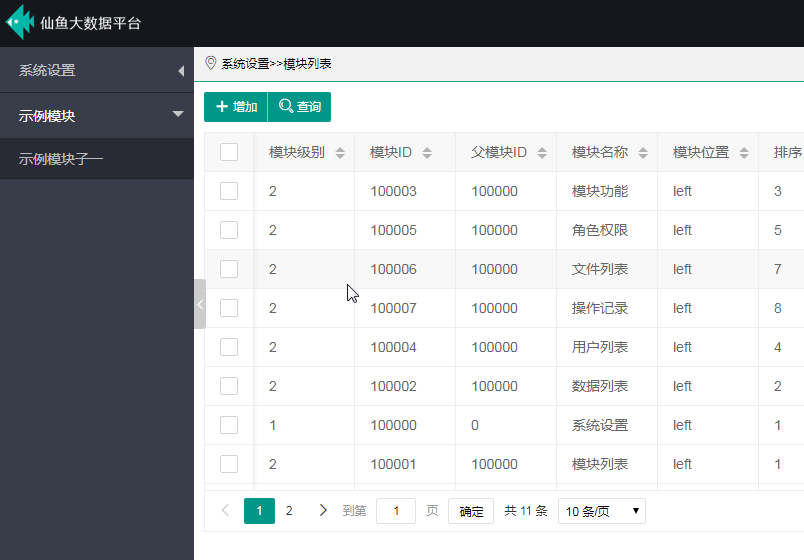 仙鱼大数据平台
系统设置
示例模块
示例模块子一
系统设置>>模块列表
增加 查询
模块级别 模块ID 父模块ID 模块名称 模块位置 排序
2 100003 100000 模块功能 left 3
2 100005 100000 角色权限 left 5
2 100006 100000 文件列表 left 7
2 100007 100000 操作记录 left 8
2 100004 100000 用户列表 left 4
2 100002 100000 数据列表 left 2
1 100000 0 系统设置 left 1
2 100001 100000 模块列表 left 1
1 2 到第 1 页 确定 共 11 条 10 条/页